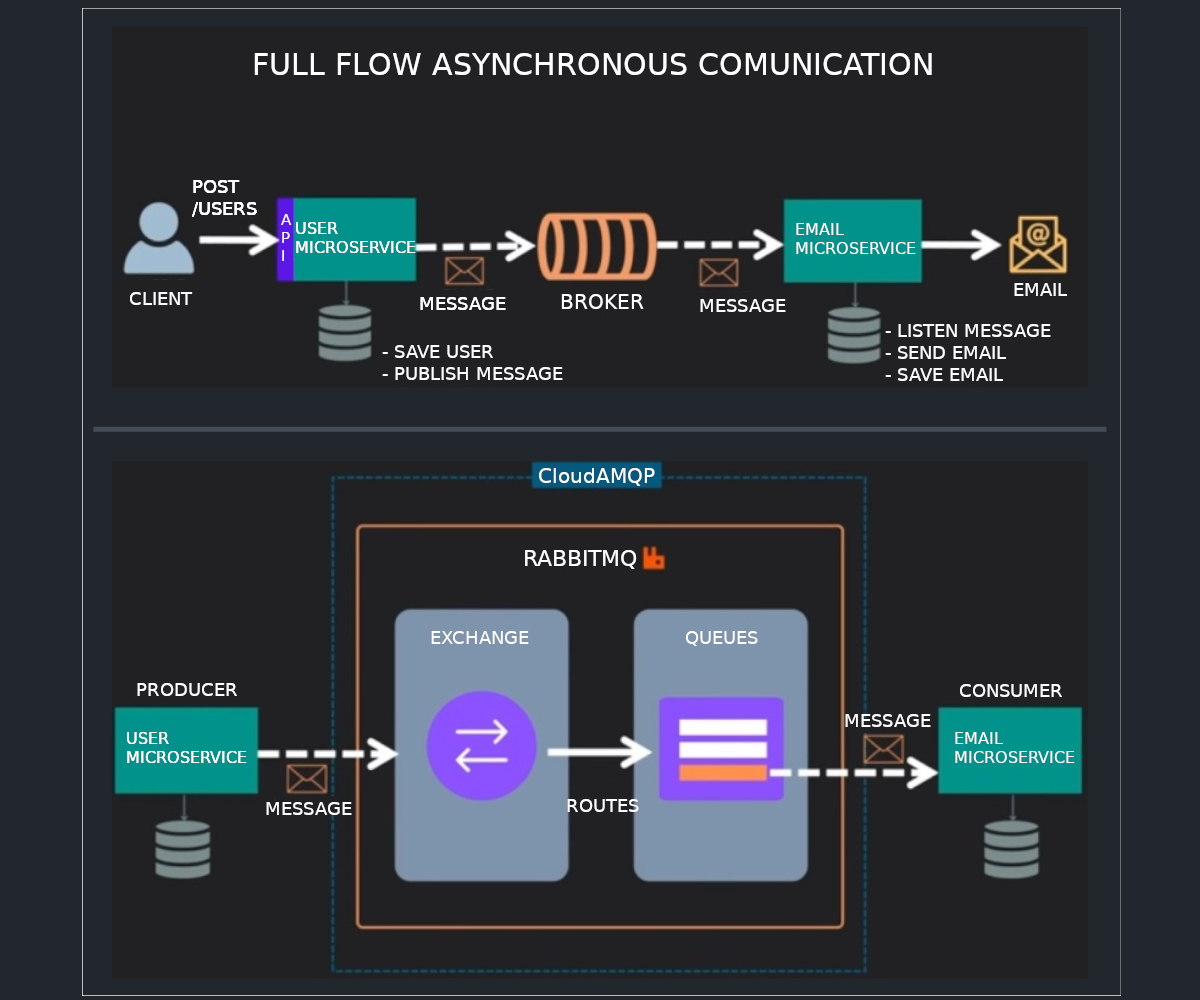 FULL FLOW ASYNCHRONOUS COMUNICATION
POST
/USERS
CLIENT
A
P
I
USER
MICROSERVICE
MESSAGE
BROKER
MESSAGE
EMAIL
MICROSERVICE
EMAIL
- SAVE USER
- PUBLISH MESSAGE
- LISTEN MESSAGE
- SEND EMAIL
- SAVE EMAIL
CloudAMQP
RABBITMQ
EXCHANGE
QUEUES
PRODUCER
USER
MICROSERVICE
MESSAGE
ROUTES
MESSAGE
CONSUMER
EMAIL
MICROSERVICE